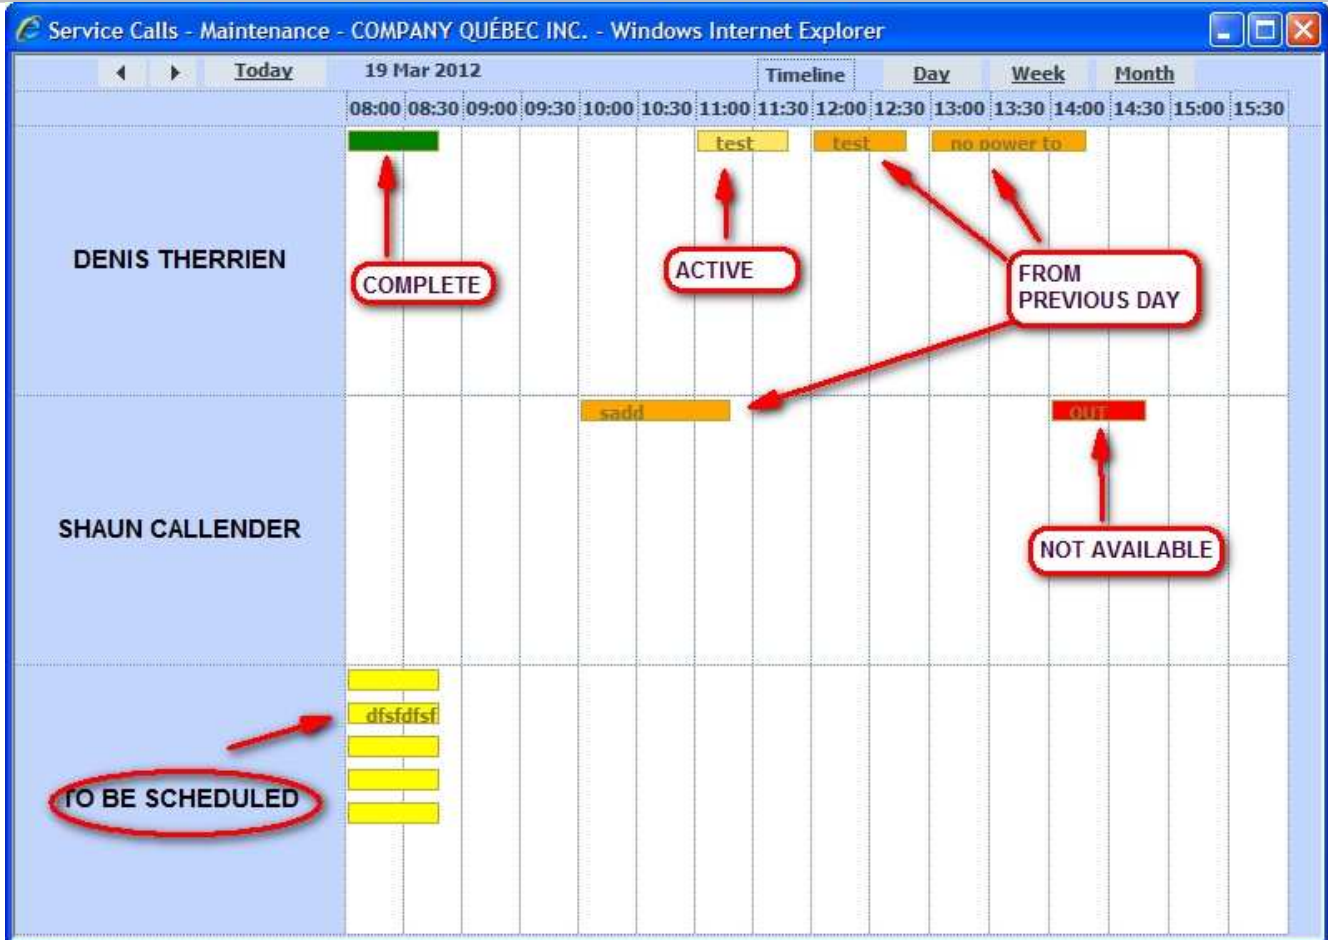 Service Calls - Maintenance - COMPANY QUÉBEC INC. - Windows Internet Explorer
Today 19 Mar 2012 Timeline Day Week Month
08:00 08:30 09:00 09:30 10:00 10:30 11:00 11:30 12:00 12:30 13:00 13:30 14:00 14:30 15:00 15:30
test test no power to
DENIS THERRIEN
COMPLETE
ACTIVE
FROM
PREVIOUS DAY
sadd OUT
SHAUN CALLENDER
NOT AVAILABLE
dfsfdfsf
TO BE SCHEDULED